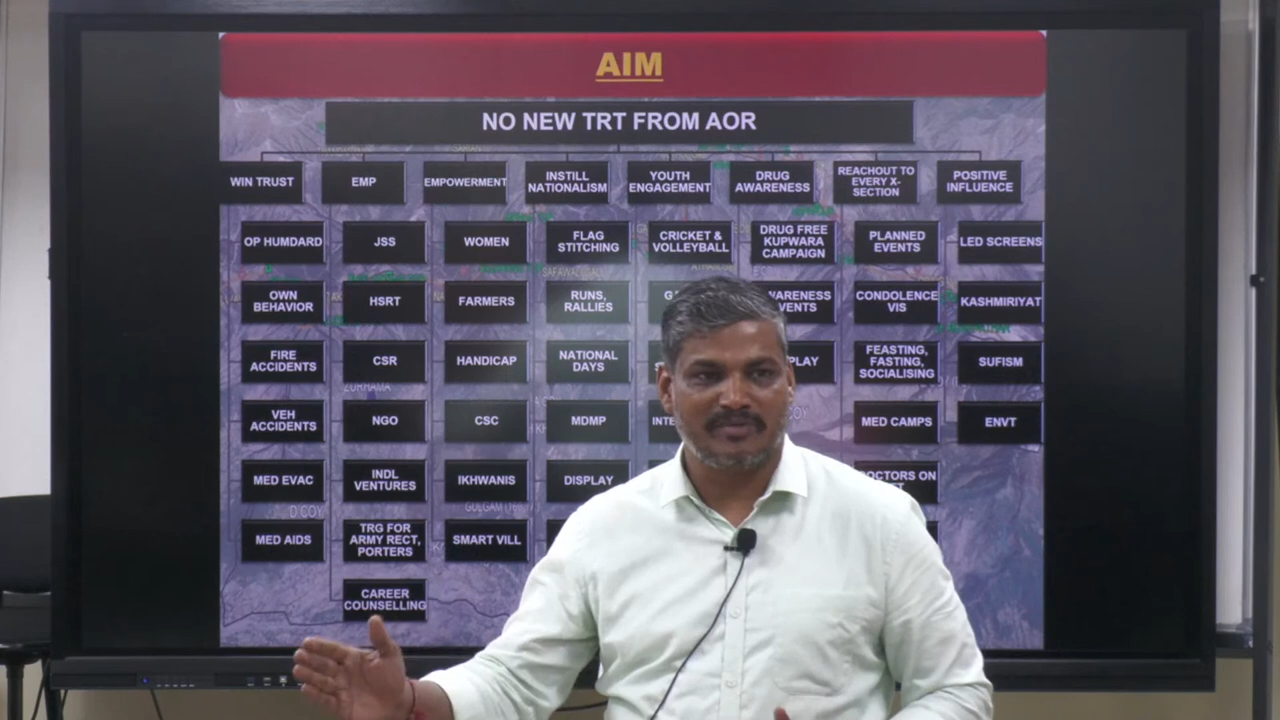 AIM
NO NEW TRT FROM AOR
WIN TRUST
EMP
EMPOWERMENT
INSTILL
NATIONALISM
YOUTH
ENGAGEMENT
DRUG
AWARENESS
REACHOUT TO
EVERY X-
SECTION
POSITIVE
INFLUENCE
OP HUMDARD
JSS
WOMEN
FLAG
STITCHING
CRICKET &
VOLLEYBALL
DRUG FREE
KUPWARA
CAMPAIGN
PLANNED
EVENTS
LED SCREENS
OWN
BEHAVIOR
HSRT
FARMERS
RUNS,
RALLIES
CONDOLENCE
VIS
KASHMIRIYAT
FIRE
ACCIDENTS
CSR
HANDICAP
NATIONAL
DAYS
FEASTING,
FASTING,
SOCIALISING
SUFISM
ZURHAMA
VEH
ACCIDENTS
NGO
CSC
MDMP
MED CAMPS
ENVT
MED EVAC
INDL
VENTURES
IKHWANIS
DISPLAY
D'COY
MED AIDS
TRG FOR
ARMY RECT,
PORTERS
SMART VILL
CAREER
COUNSELLING